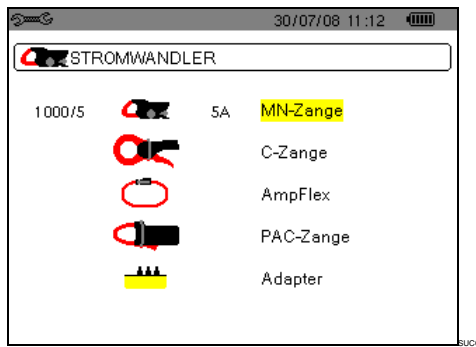 30/07/08 11:12
STROMWANDLER
1000/5 5A MN-Zange
C-Zange
AmpFlex
PAC-Zange
Adapter